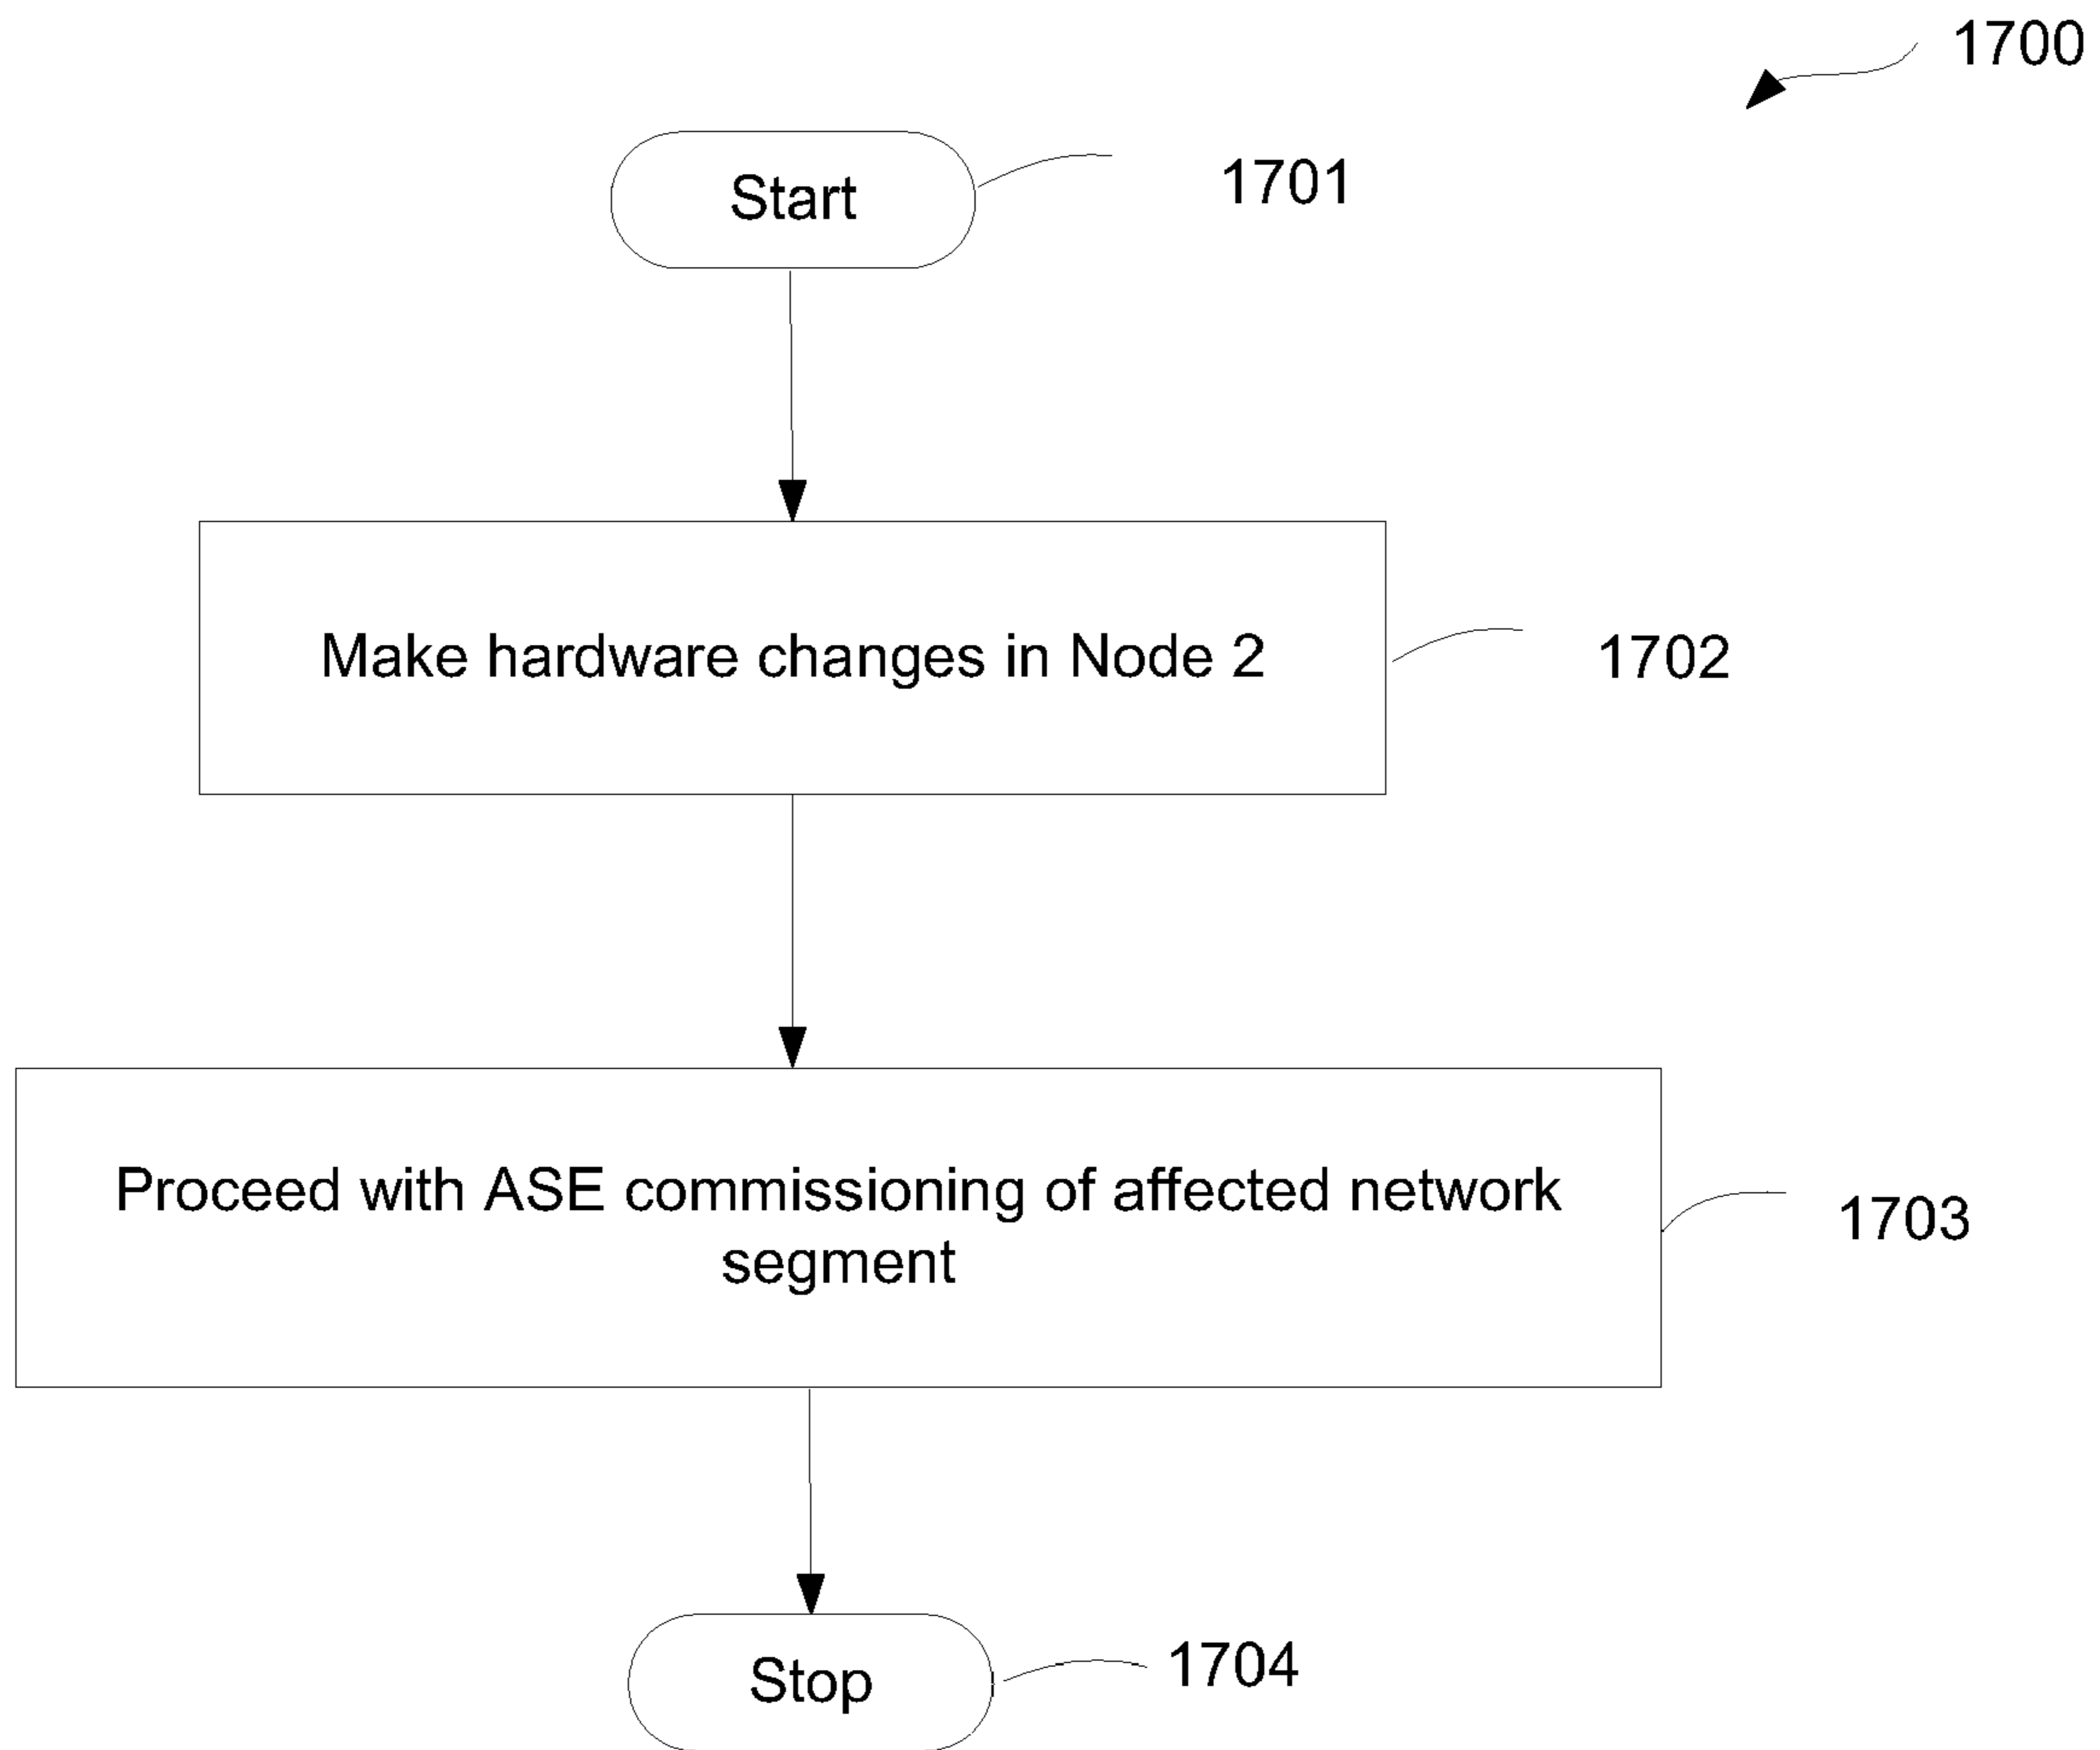 1700
Start
1701
Make hardware changes in Node 2
1702
Proceed with ASE commissioning of affected network
segment
1703
Stop
1704